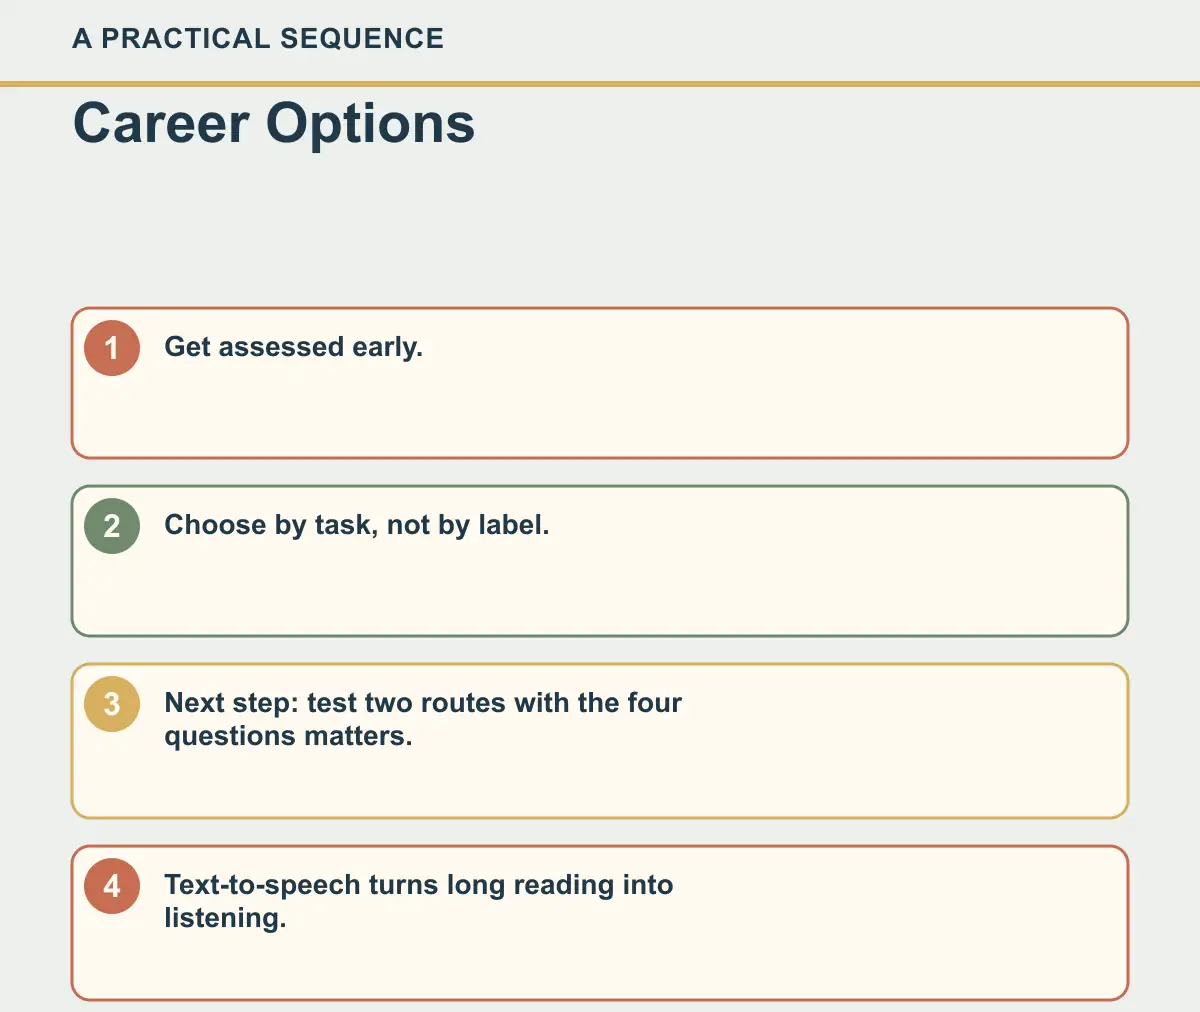 A PRACTICAL SEQUENCE
Career Options
1
Get assessed early.
2
Choose by task, not by label.
3
Next step: test two routes with the four
questions matters.
4
Text-to-speech turns long reading into
listening.